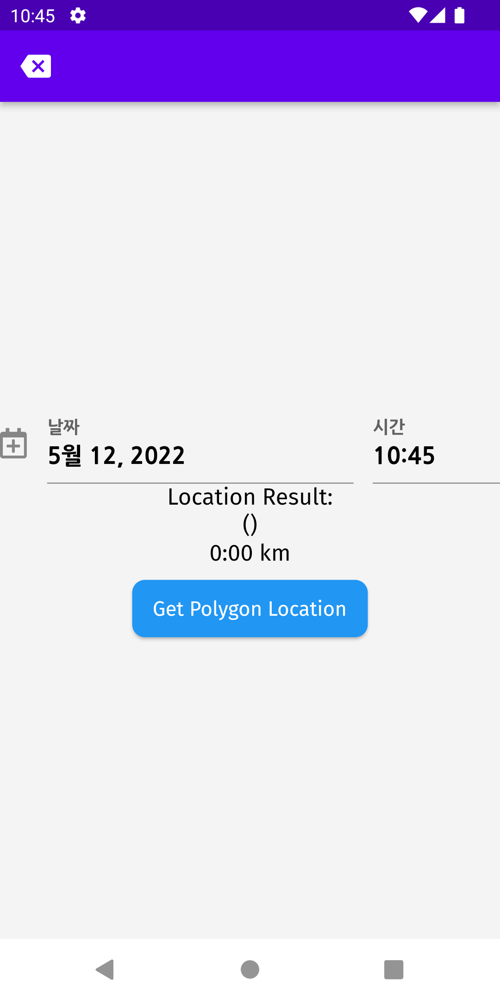 10:45
날짜 시간
5월 12, 2022 10:45
Location Result:
()
0:00 km
Get Polygon Location